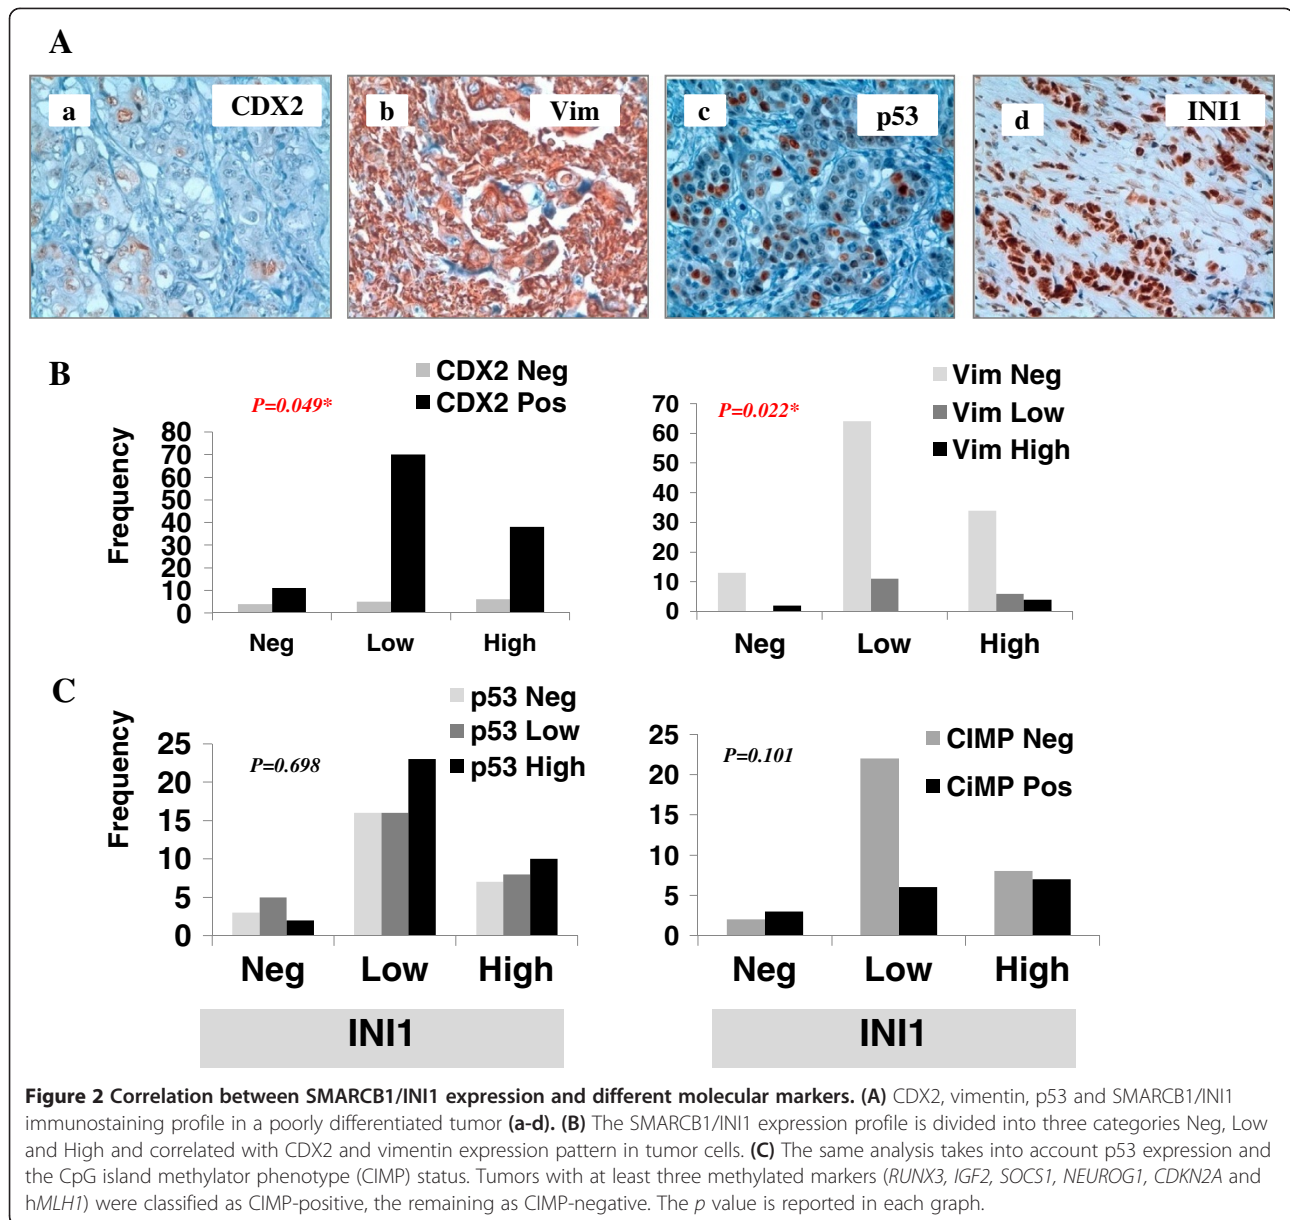 A
a CDX2 b Vim c p53 d INI1
B
CDX2 Neg
CDX2 Pos
P=0.049*
Frequency
80
70
60
50
40
30
20
10
0
Neg Low High
Vim Neg
Vim Low
Vim High
P=0.022*
70
60
50
40
30
20
10
0
Neg Low High
C
p53 Neg
p53 Low
p53 High
P=0.698
Frequency
25
20
15
10
5
0
Neg Low High
INI1
CIMP Neg
CiMP Pos
P=0.101
25
20
15
10
5
0
Neg Low High
INI1
Figure 2 Correlation between SMARCB1/INI1 expression and different molecular markers. (A) CDX2, vimentin, p53 and SMARCB1/INI1
immunostaining profile in a poorly differentiated tumor (a-d). (B) The SMARCB1/INI1 expression profile is divided into three categories Neg, Low
and High and correlated with CDX2 and vimentin expression pattern in tumor cells. (C) The same analysis takes into account p53 expression and
the CpG island methylator phenotype (CIMP) status. Tumors with at least three methylated markers (RUNX3, IGF2, SOCS1, NEUROG1, CDKN2A and
hMLH1) were classified as CIMP-positive, the remaining as CIMP-negative. The p value is reported in each graph.